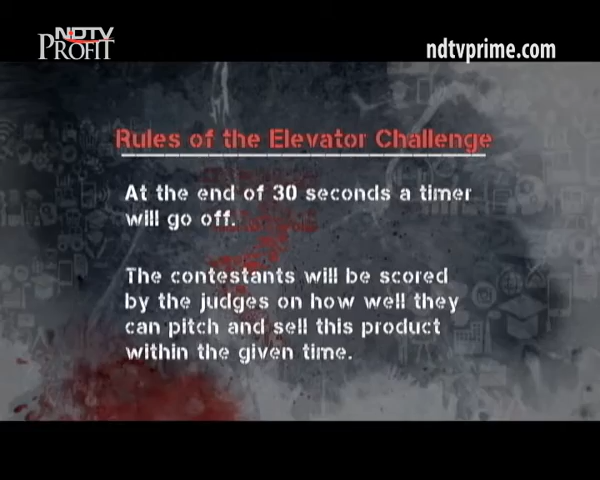 NDTV
PROFIT
ndtvprime.com
Rules of the Elevator Challenge
At the end of 30 seconds a timer
will go off.
The contestants will be scored
by the judges on how well they
can pitch and sell this product
within the given time.